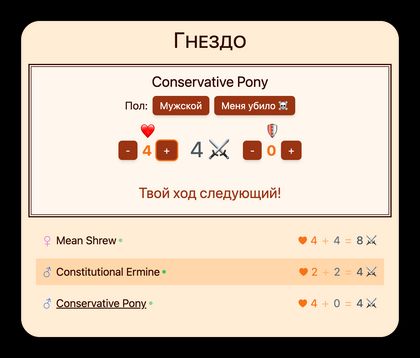 Гнездо
Conservative Pony
Пол: Мужской Меня убило ☠️
- 4 + 4 ⚔ - 0 +
Твой ход следующий!
♀ Mean Shrew 4 + 4 = 8
♂ Constitutional Ermine 2 + 2 = 4
♂ Conservative Pony 4 + 0 = 4